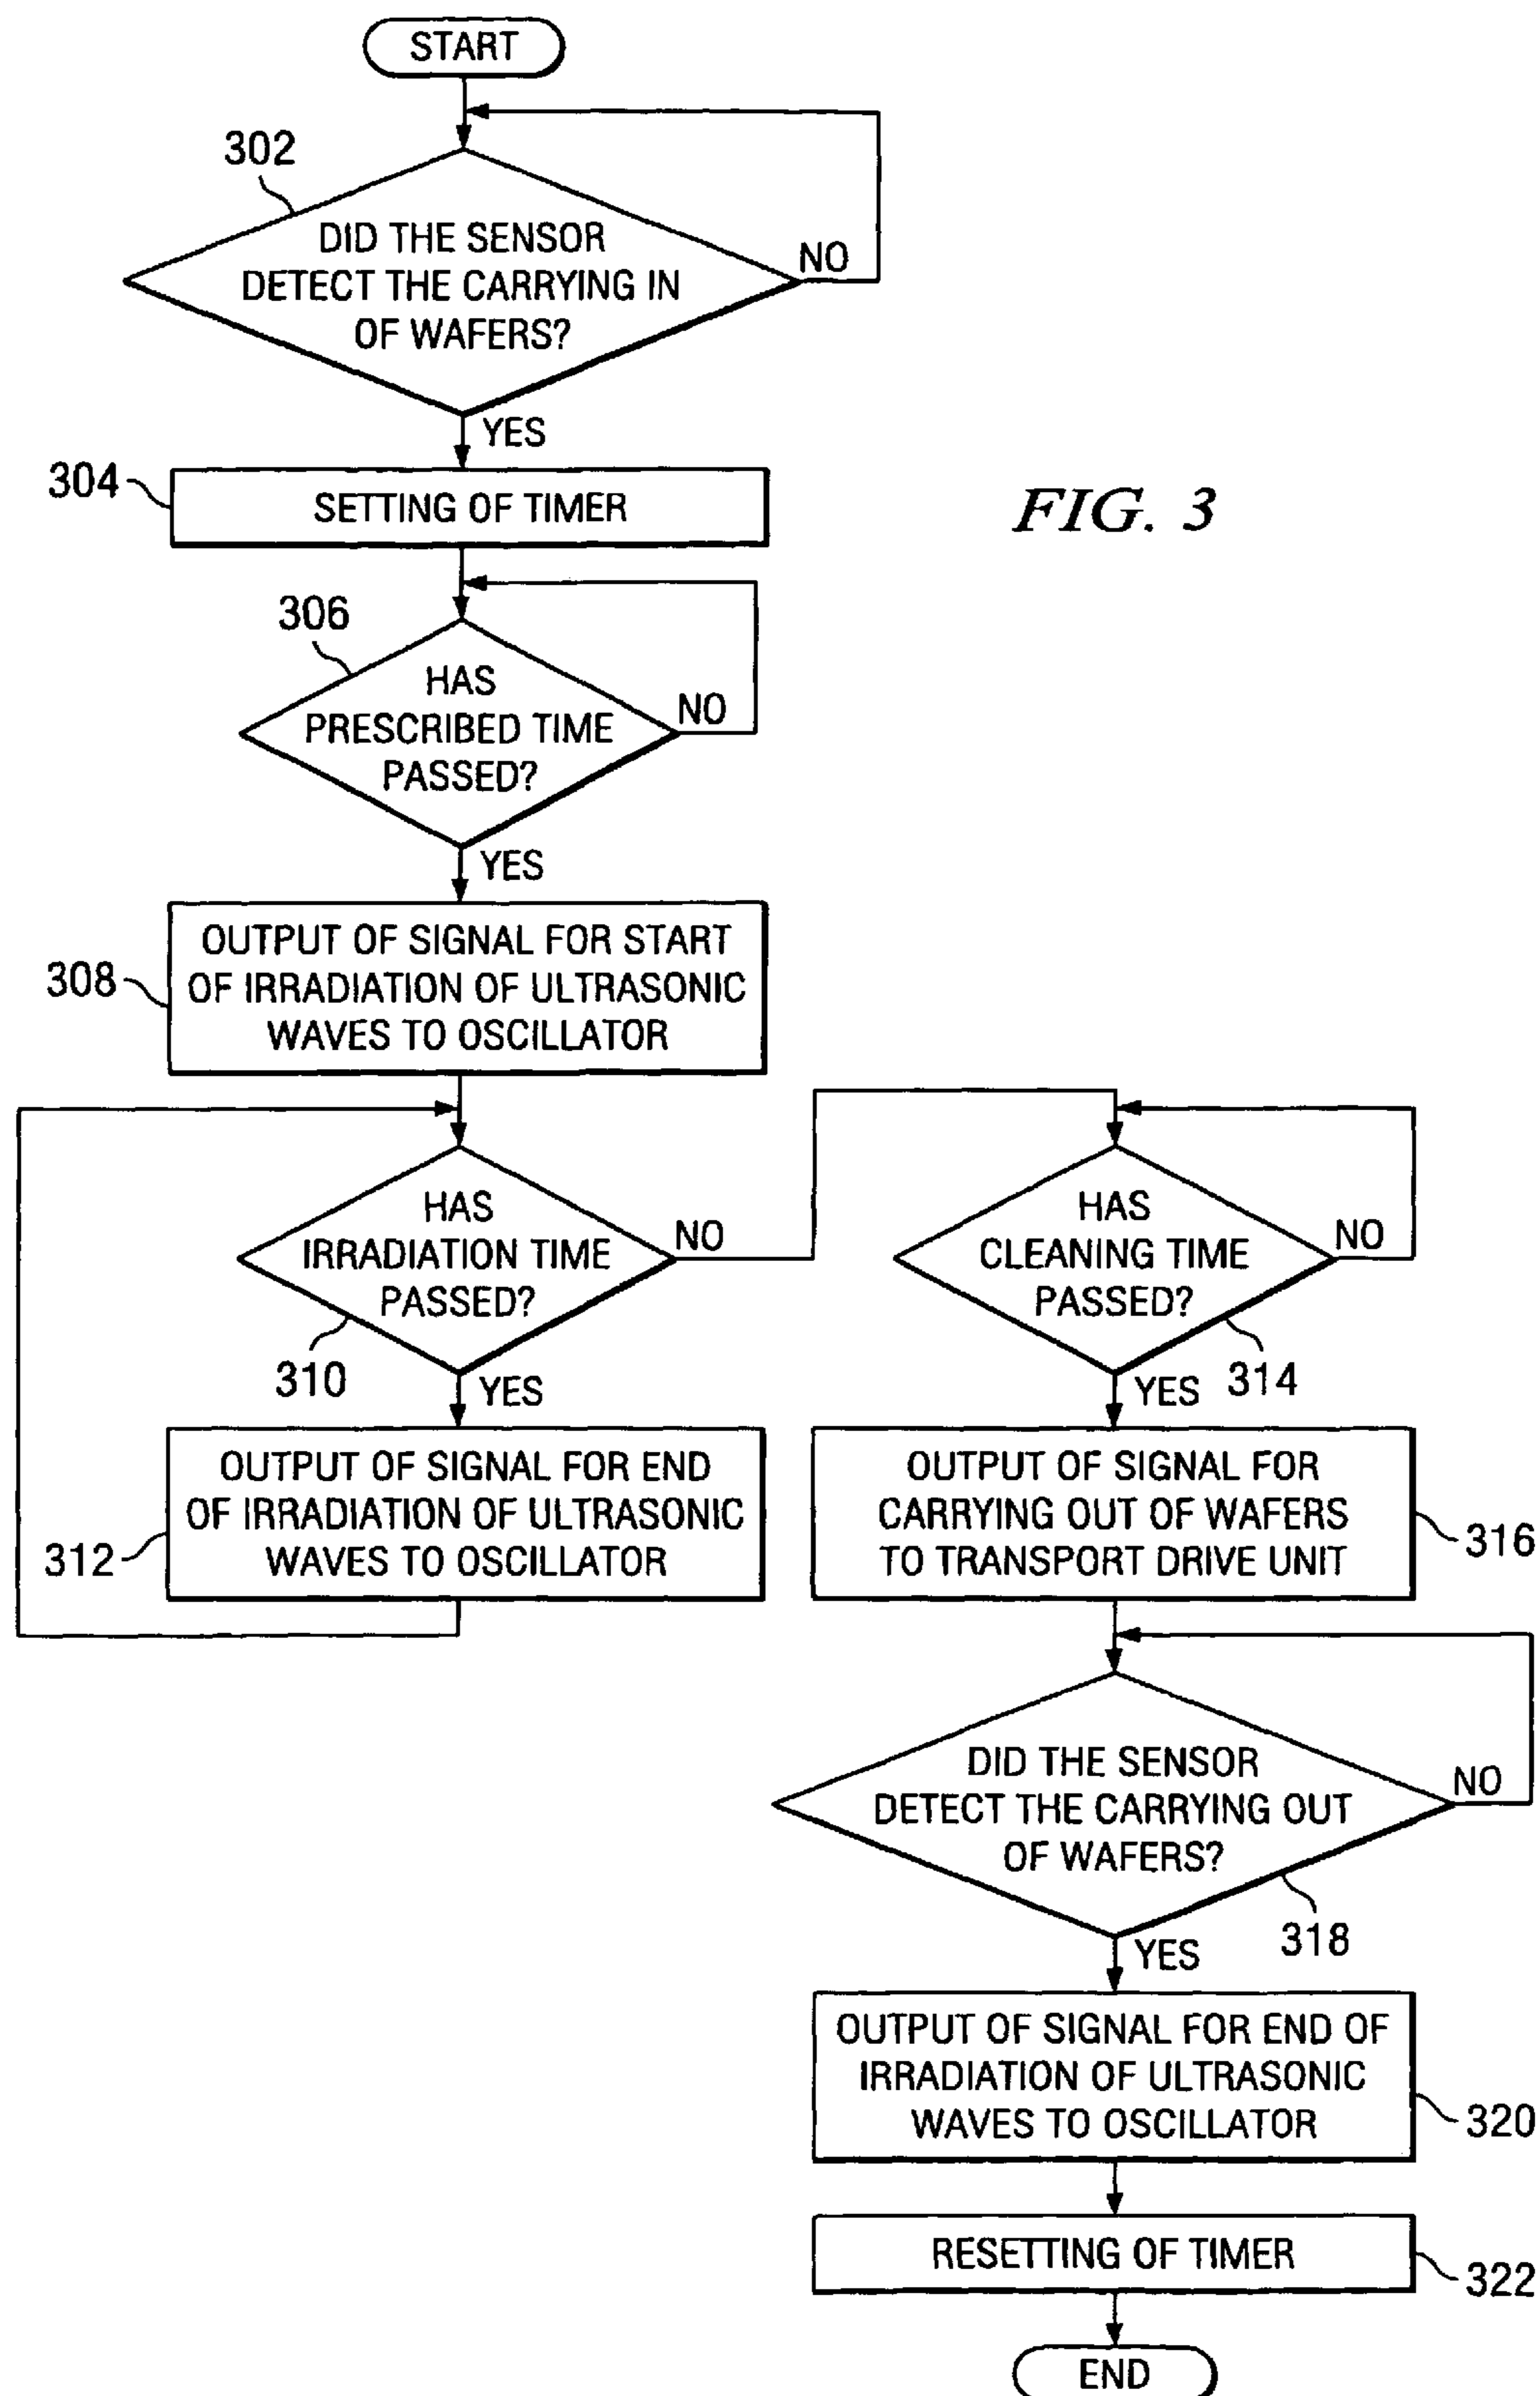 START
302
DID THE SENSOR
DETECT THE CARRYING IN
OF WAFERS?
NO
YES
304
SETTING OF TIMER
FIG. 3
306
HAS
PRESCRIBED TIME
PASSED?
NO
YES
308
OUTPUT OF SIGNAL FOR START
OF IRRADIATION OF ULTRASONIC
WAVES TO OSCILLATOR
HAS
IRRADIATION TIME
PASSED?
NO
310
YES
312
OUTPUT OF SIGNAL FOR END
OF IRRADIATION OF ULTRASONIC
WAVES TO OSCILLATOR
HAS
CLEANING TIME
PASSED?
NO
314
YES
OUTPUT OF SIGNAL FOR
CARRYING OUT OF WAFERS
TO TRANSPORT DRIVE UNIT
316
DID THE SENSOR
DETECT THE CARRYING OUT
OF WAFERS?
NO
318
YES
OUTPUT OF SIGNAL FOR END OF
IRRADIATION OF ULTRASONIC
WAVES TO OSCILLATOR
320
RESETTING OF TIMER
322
END